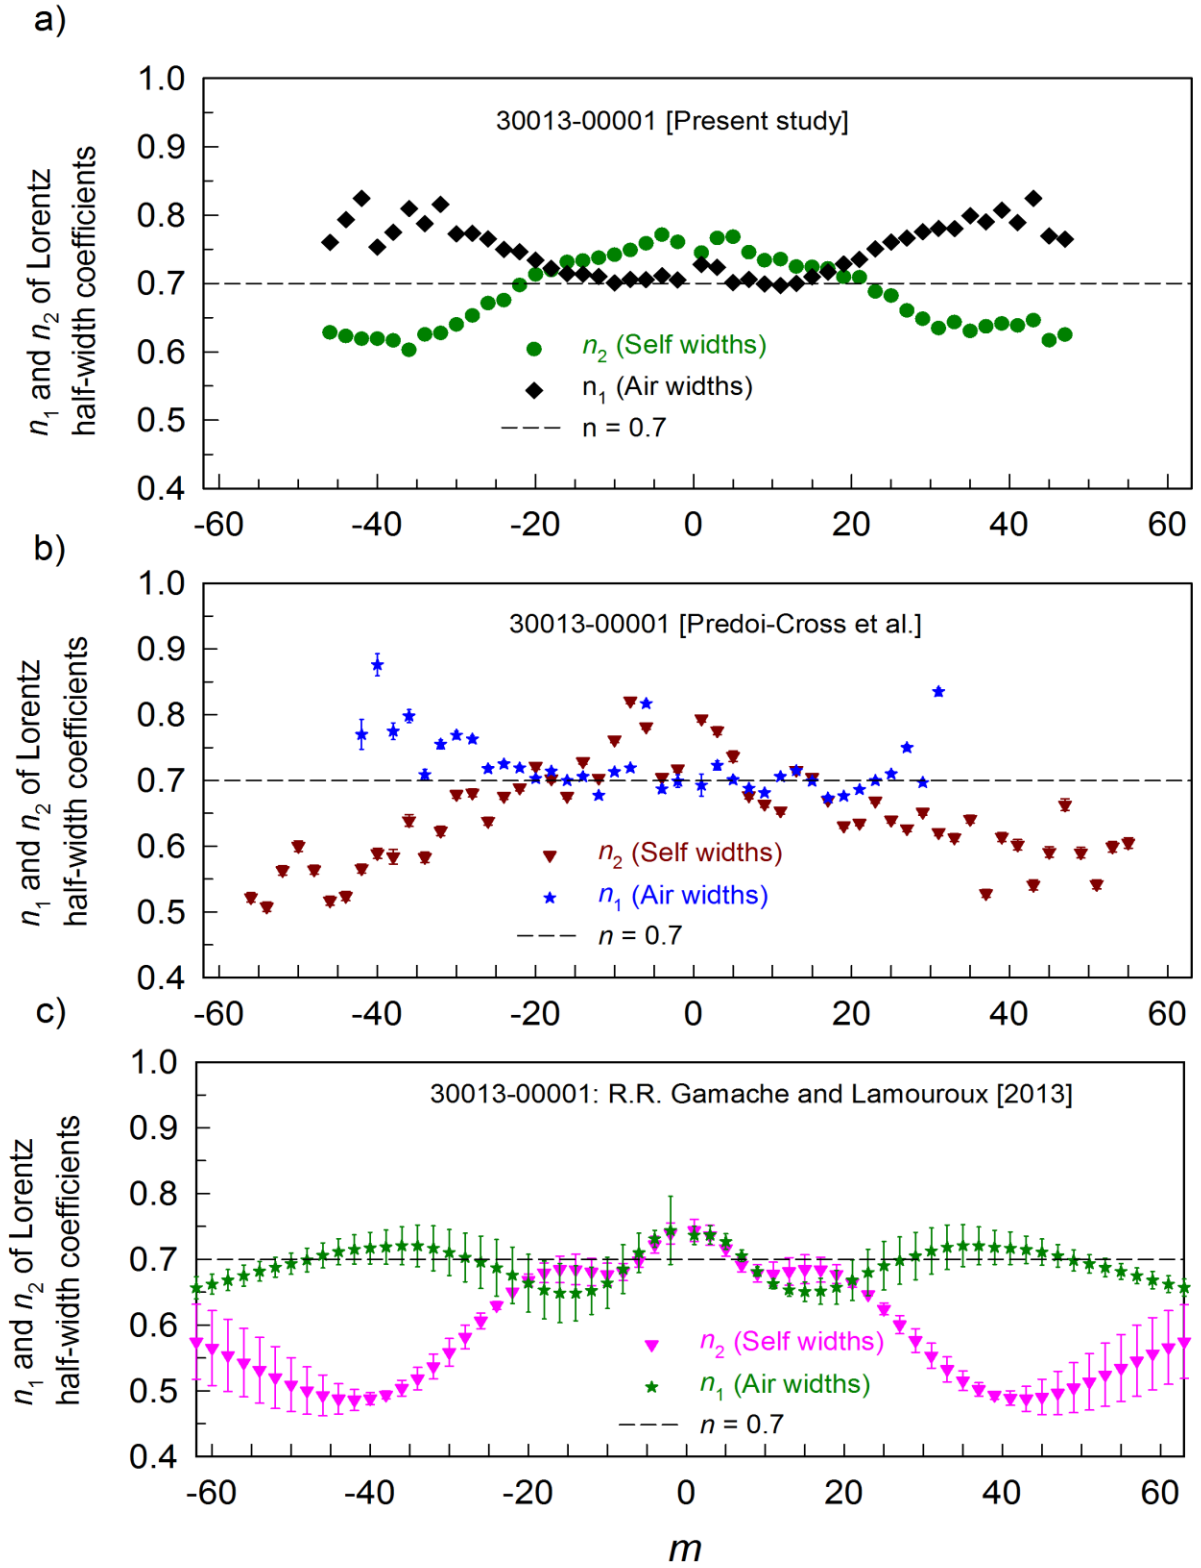 a)
1.0
0.9
0.8
0.7
0.6
0.5
0.4
n1 and n2 of Lorentz
half-width coefficients
30013-00001 [Present study]
n2 (Self widths)
n1 (Air widths)
n = 0.7
-60 -40 -20 0 20 40 60
b)
1.0
0.9
0.8
0.7
0.6
0.5
0.4
n1 and n2 of Lorentz
half-width coefficients
30013-00001 [Predoi-Cross et al.]
n2 (Self widths)
n1 (Air widths)
n = 0.7
-60 -40 -20 0 20 40 60
c)
1.0
0.9
0.8
0.7
0.6
0.5
0.4
n1 and n2 of Lorentz
half-width coefficients
30013-00001: R.R. Gamache and Lamouroux [2013]
n2 (Self widths)
n1 (Air widths)
n = 0.7
-60 -40 -20 0 20 40 60
m